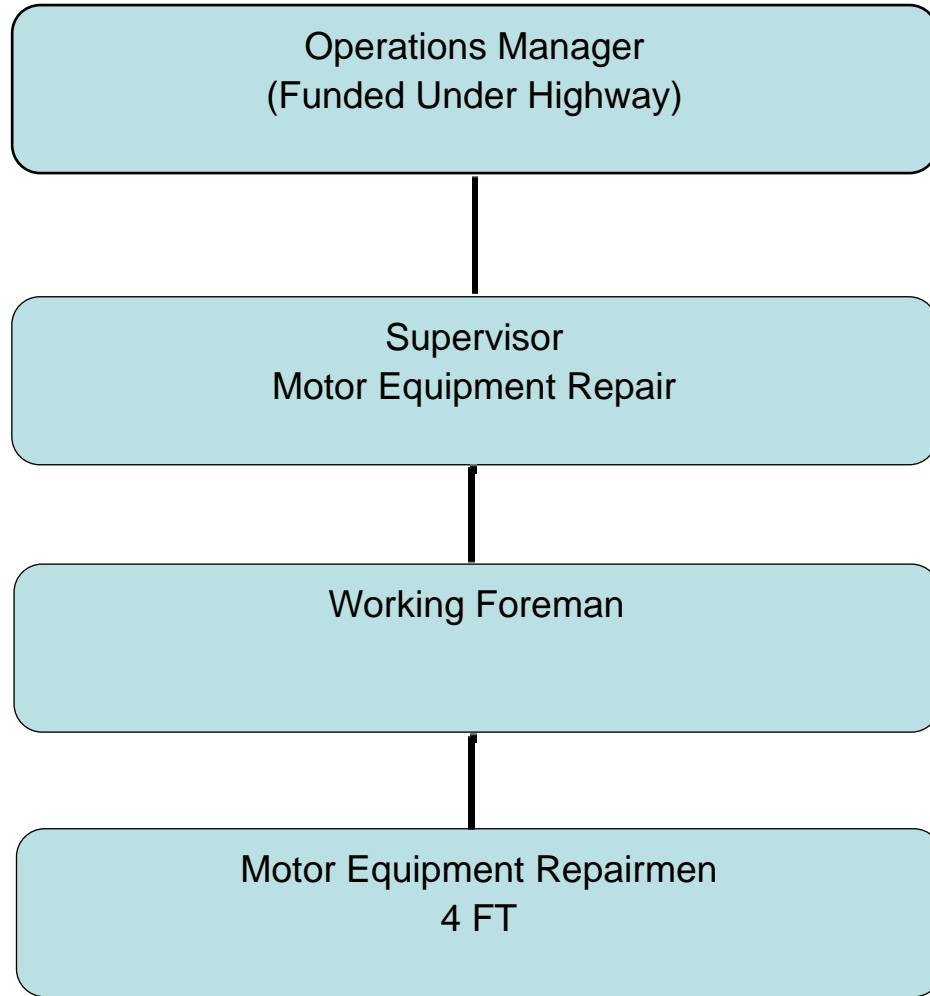 Operations Manager
(Funded Under Highway)
Supervisor
Motor Equipment Repair
Working Foreman
Motor Equipment Repairmen
4 FT